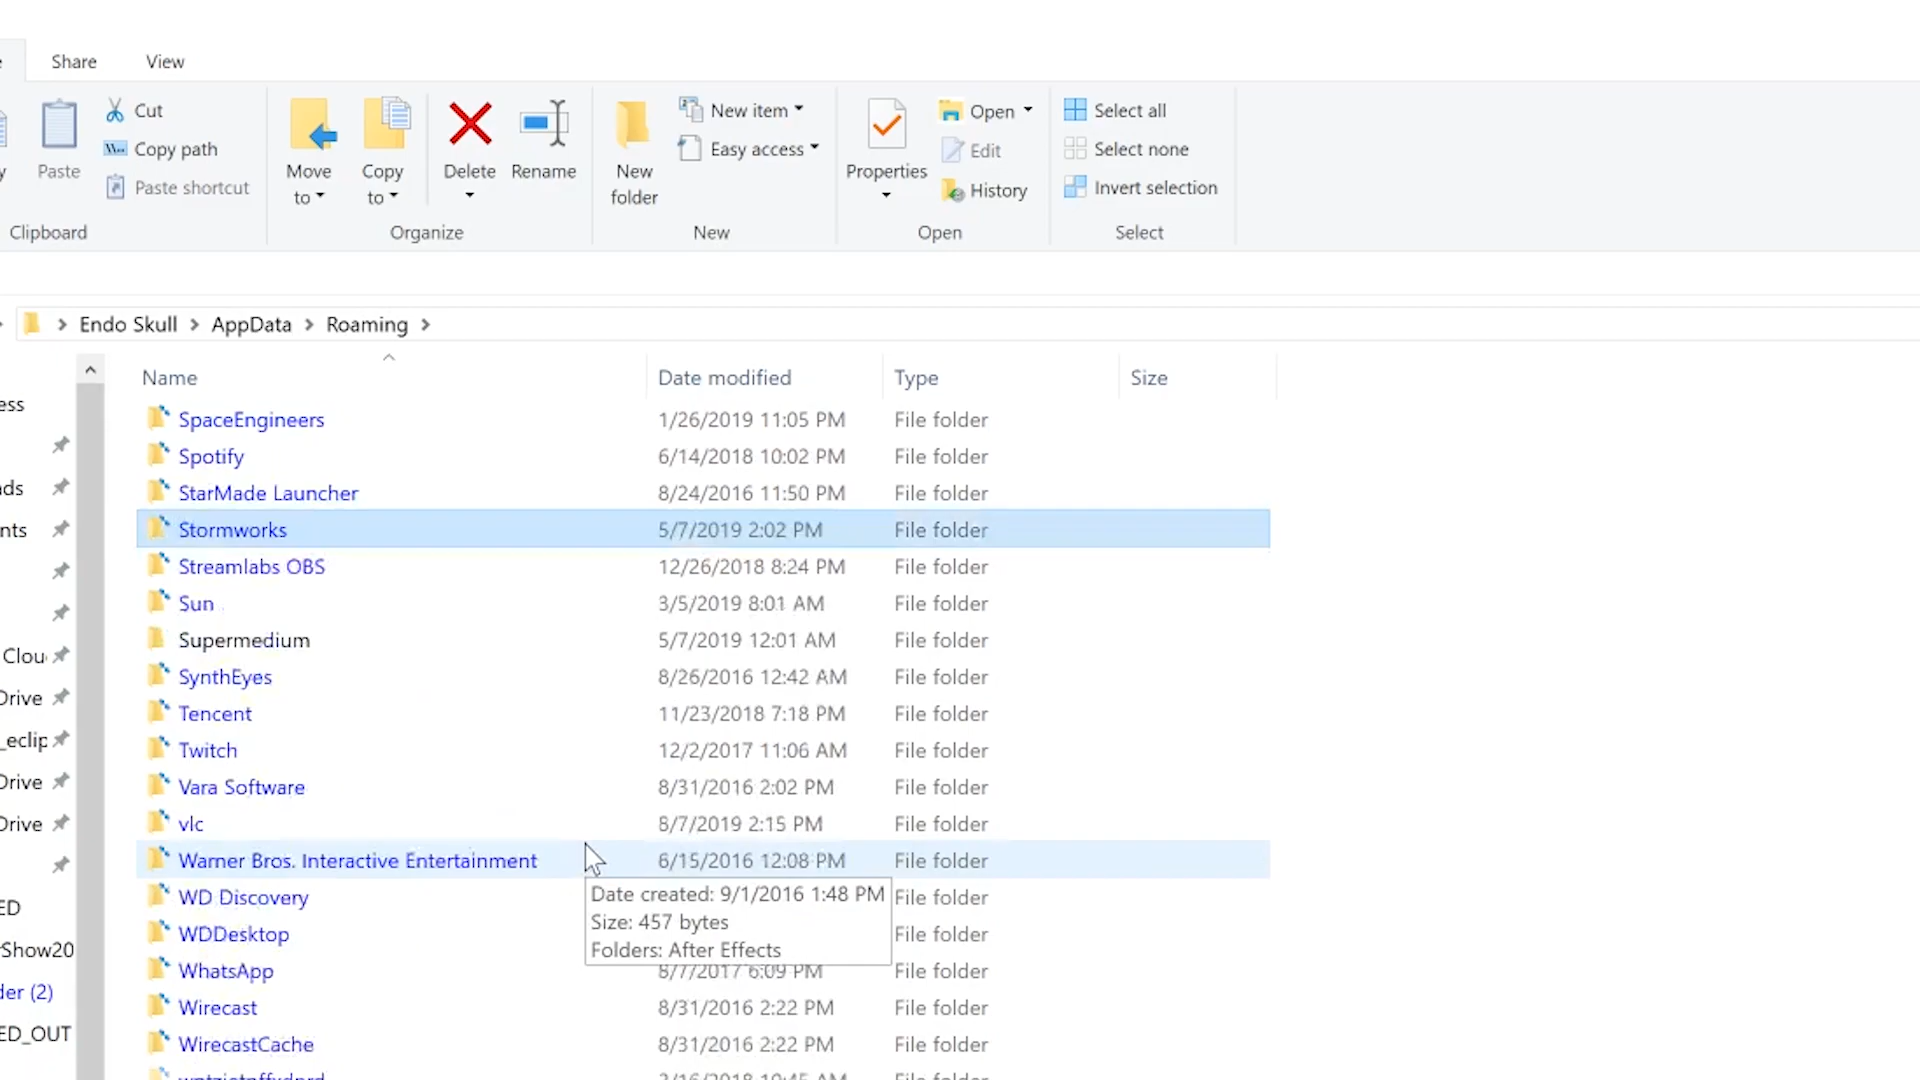 Share View
Cut
Copy path
Paste shortcut
Paste
Clipboard
Move to
Copy to
Delete
Rename
Organize
New folder
New item
Easy access
New
Properties
Open
Edit
History
Open
Select all
Select none
Invert selection
Select
Endo Skull > AppData > Roaming >
Name Date modified Type Size
SpaceEngineers 1/26/2019 11:05 PM File folder
Spotify 6/14/2018 10:02 PM File folder
StarMade Launcher 8/24/2016 11:50 PM File folder
Stormworks 5/7/2019 2:02 PM File folder
Streamlabs OBS 12/26/2018 8:24 PM File folder
Sun 3/5/2019 8:01 AM File folder
Supermedium 5/7/2019 12:01 AM File folder
SynthEyes 8/26/2016 12:42 AM File folder
Tencent 11/23/2018 7:18 PM File folder
Twitch 12/2/2017 11:06 AM File folder
Vara Software 8/31/2016 2:02 PM File folder
vlc 8/7/2019 2:15 PM File folder
Warner Bros. Interactive Entertainment 6/15/2016 12:08 PM File folder
WD Discovery File folder
WDDesktop File folder
WhatsApp 8/7/2017 6:09 PM File folder
Wirecast 8/31/2016 2:22 PM File folder
WirecastCache 8/31/2016 2:22 PM File folder
Date created: 9/1/2016 1:48 PM
Size: 457 bytes
Folders: After Effects
ess
ads
nts
Clou
Drive
_eclip
Drive
Drive
ED
rShow20
der (2)
ED_OUT